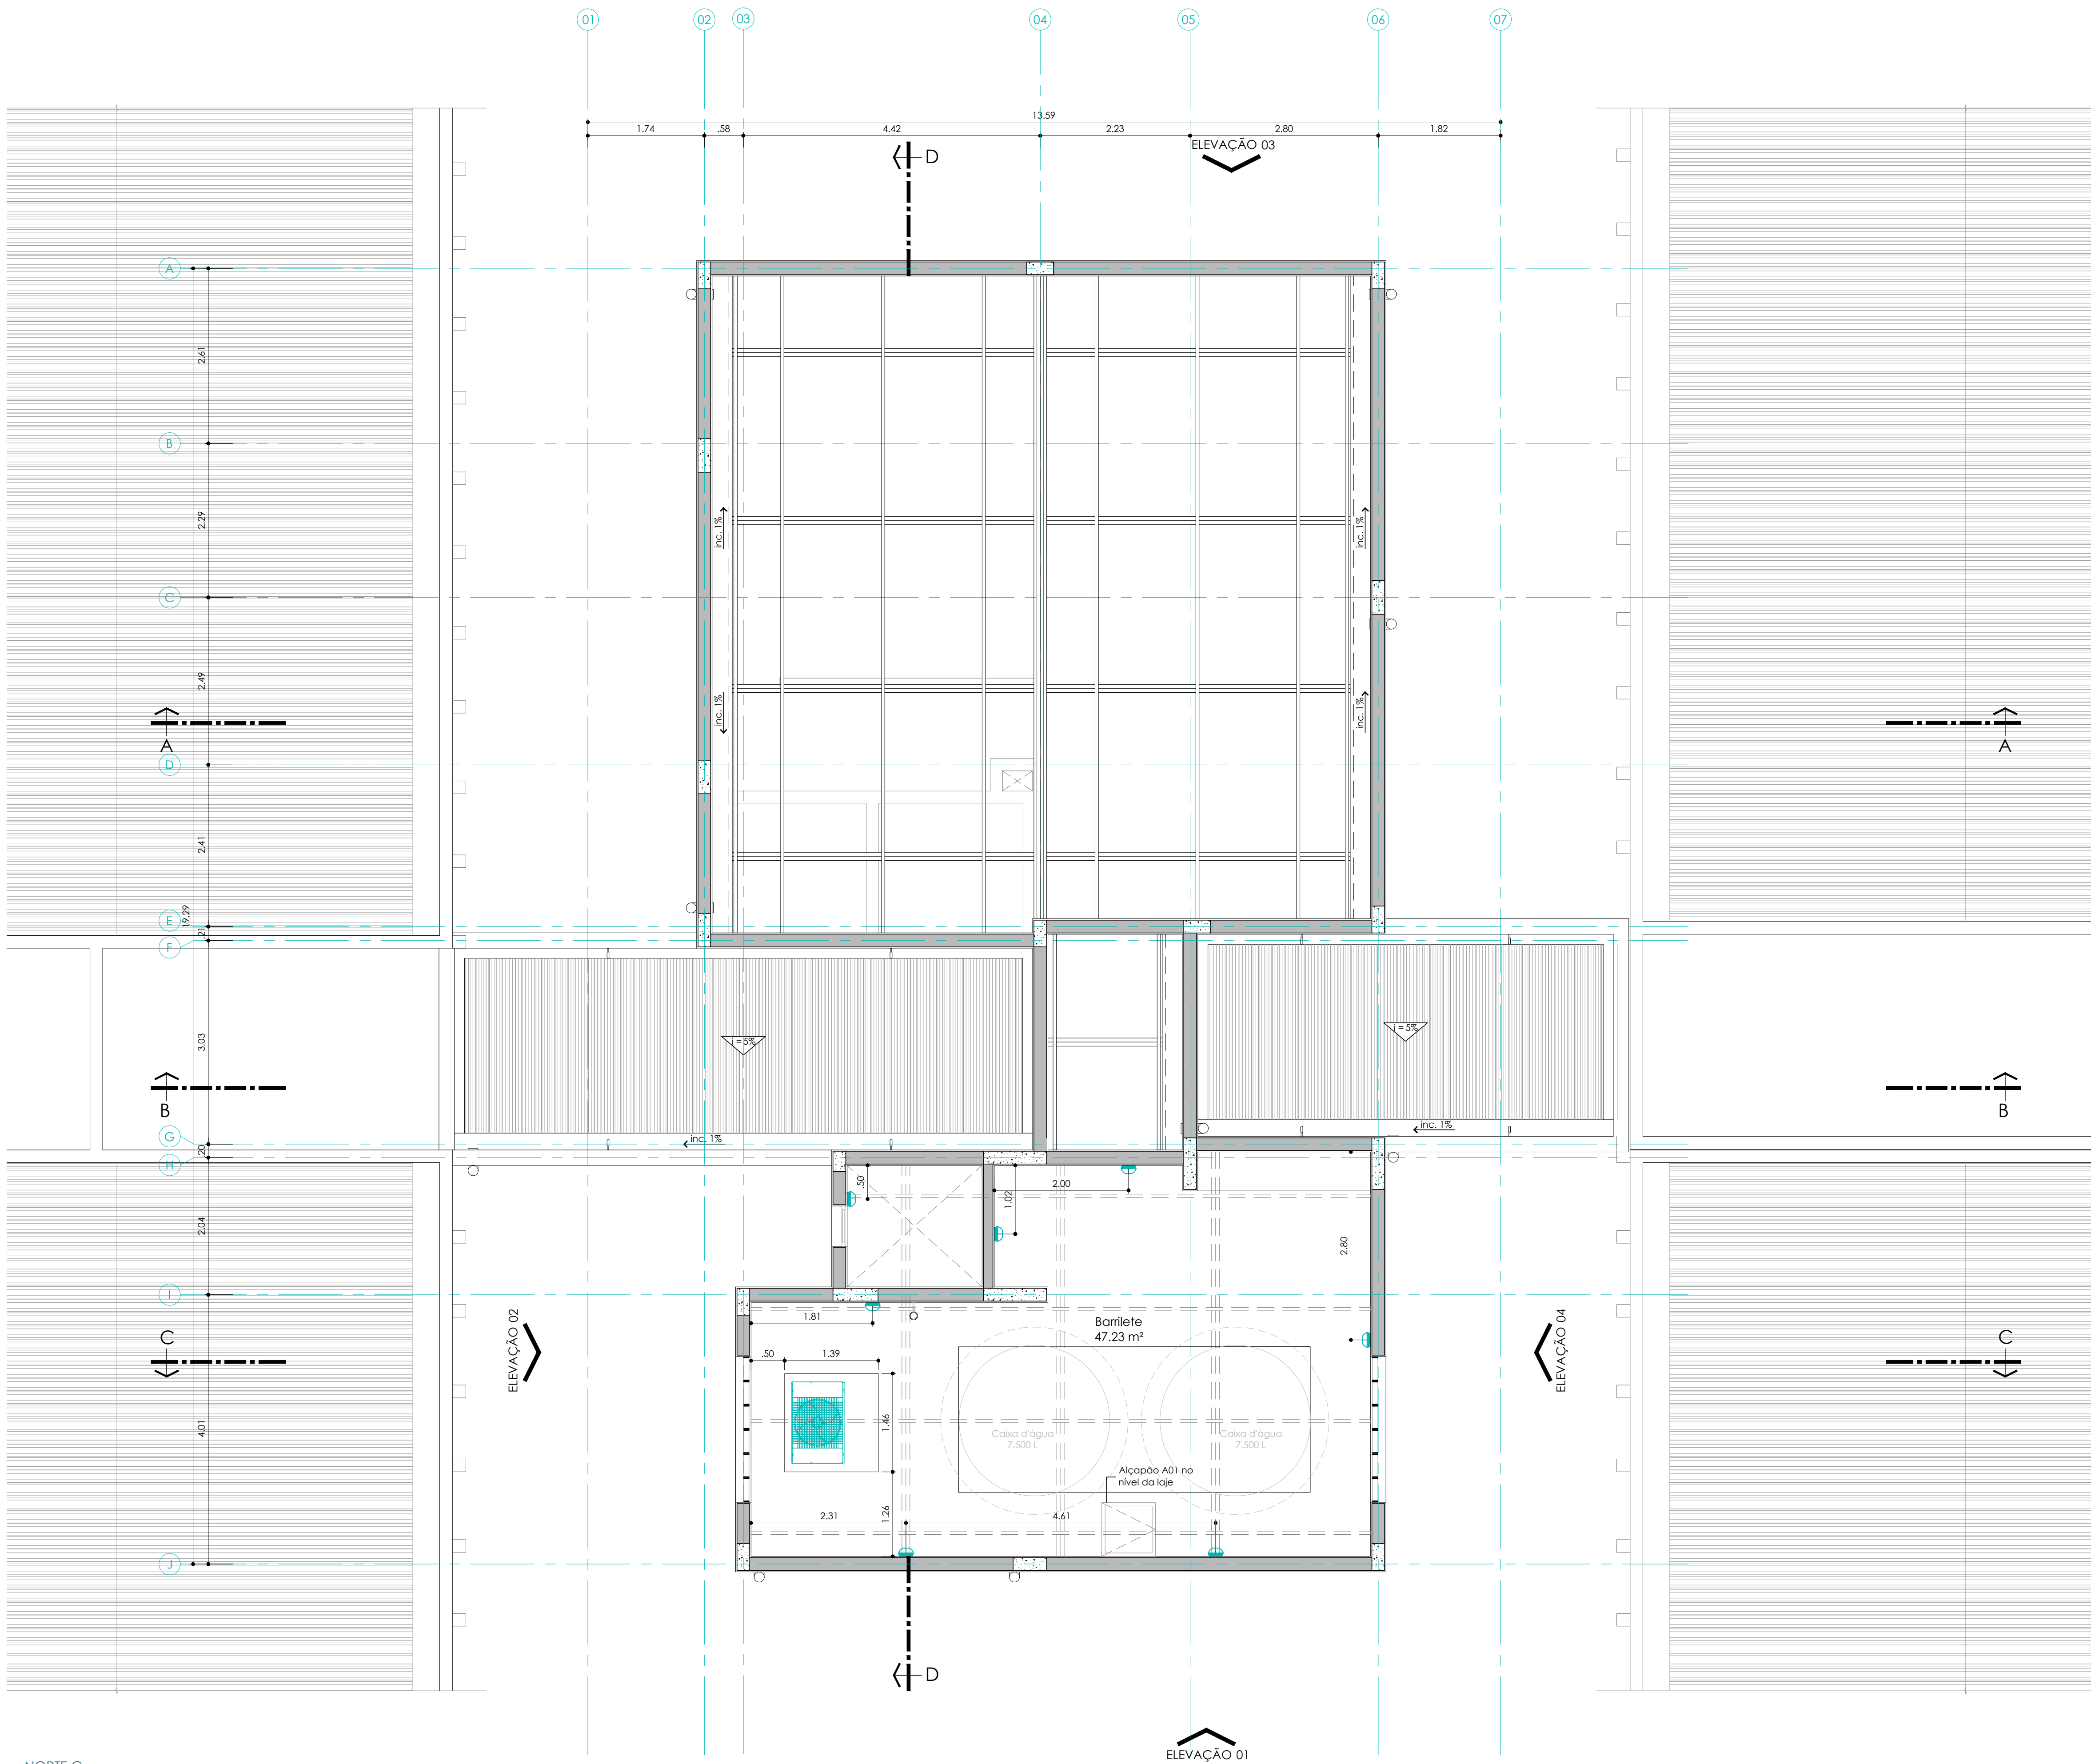 01 02 03 04 05 06 07
13.59
1.74 .58 4.42 2.23 2.80 1.82
D
ELEVAÇÃO 03
A
2.61
B
2.29
inc. 1% inc. 1%
C
2.49
inc. 1% inc. 1%
A A
D
2.41
19.29
E
.21
F
3.03
i = 5% i = 5%
B B
G
inc. 1% inc. 1%
.20
H
.50 1.02 2.00
2.04
2.80
I
1.81
Barrilete
47.23 m²
C C
ELEVAÇÃO 02 ELEVAÇÃO 04
.50 1.39
1.46
4.01
Caixa d'água
7.500 L
Caixa d'água
7.500 L
Alçapão A01 no
nível da laje
2.31 1.26 4.61
J
D
ELEVAÇÃO 01